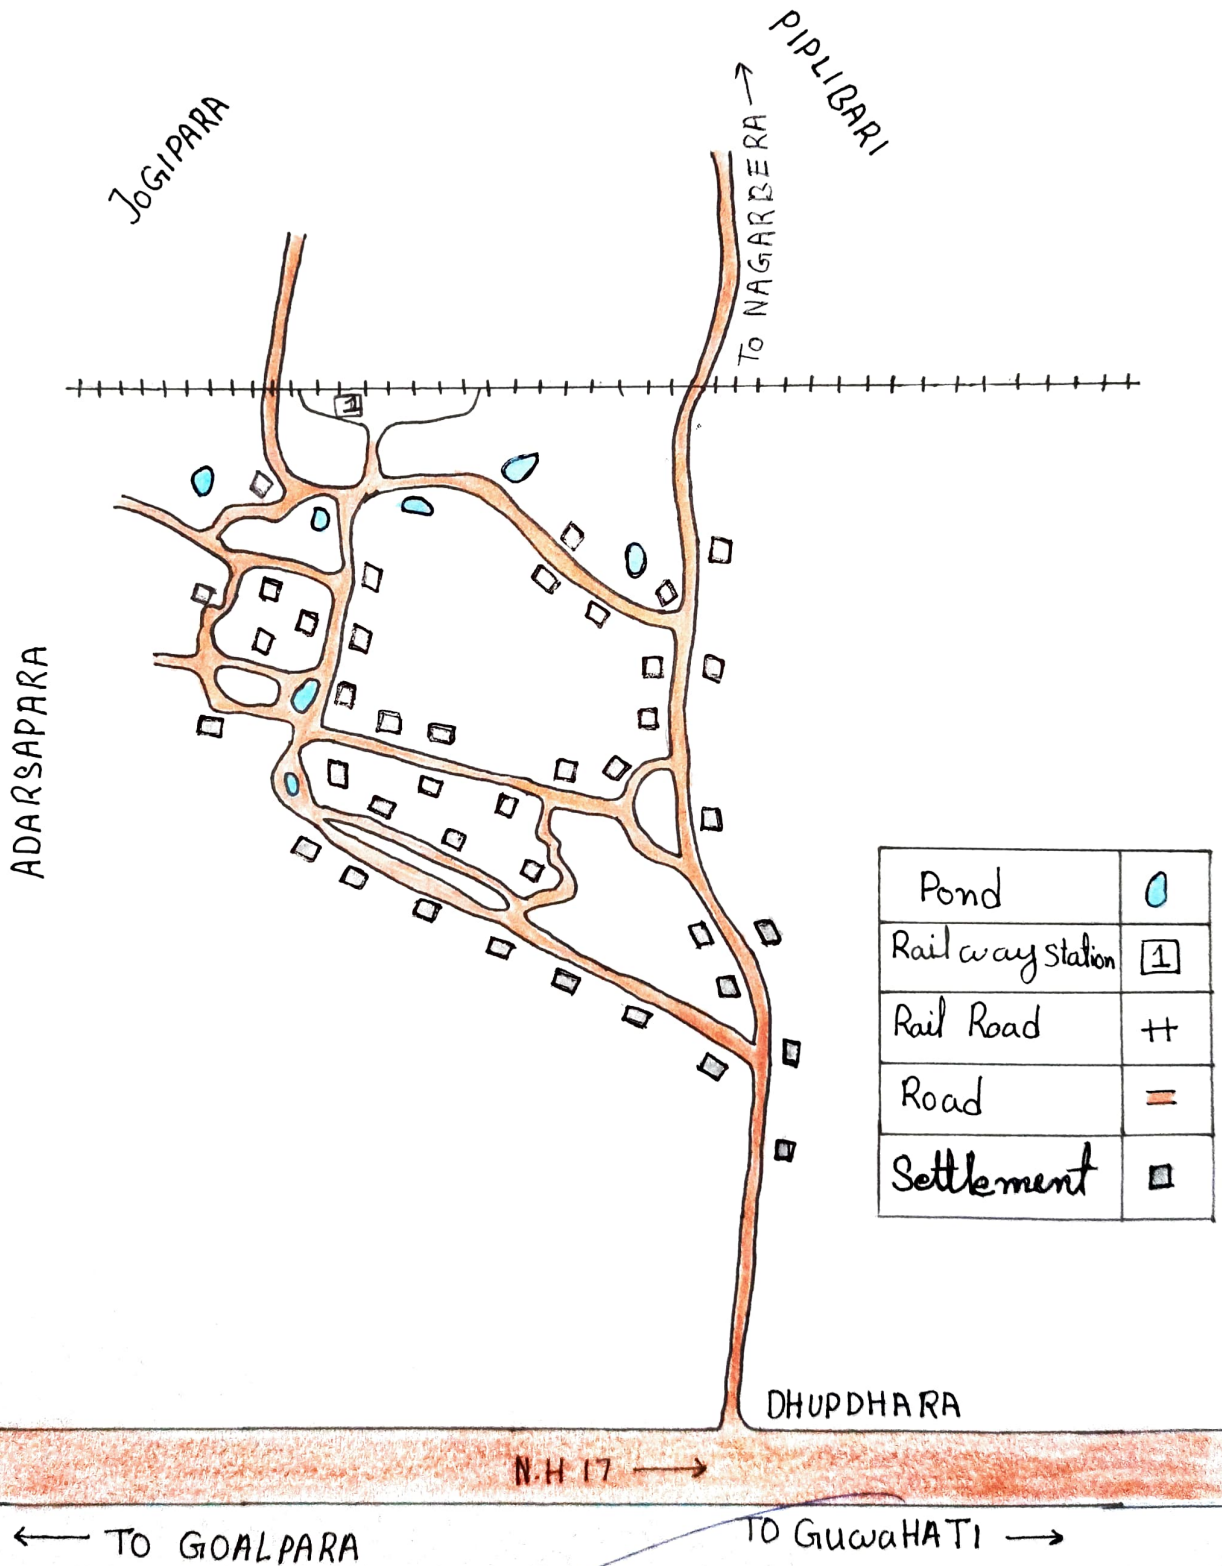 PIPLIBARI
JOGIPARA
TO NAGARBERA →
1
ADARSAPARA
Pond
Railway Station 1
Rail Road
Road
Settlement
DHUPDHARA
N.H 17 →
← TO GOALPARA
TO GuwaHATI →